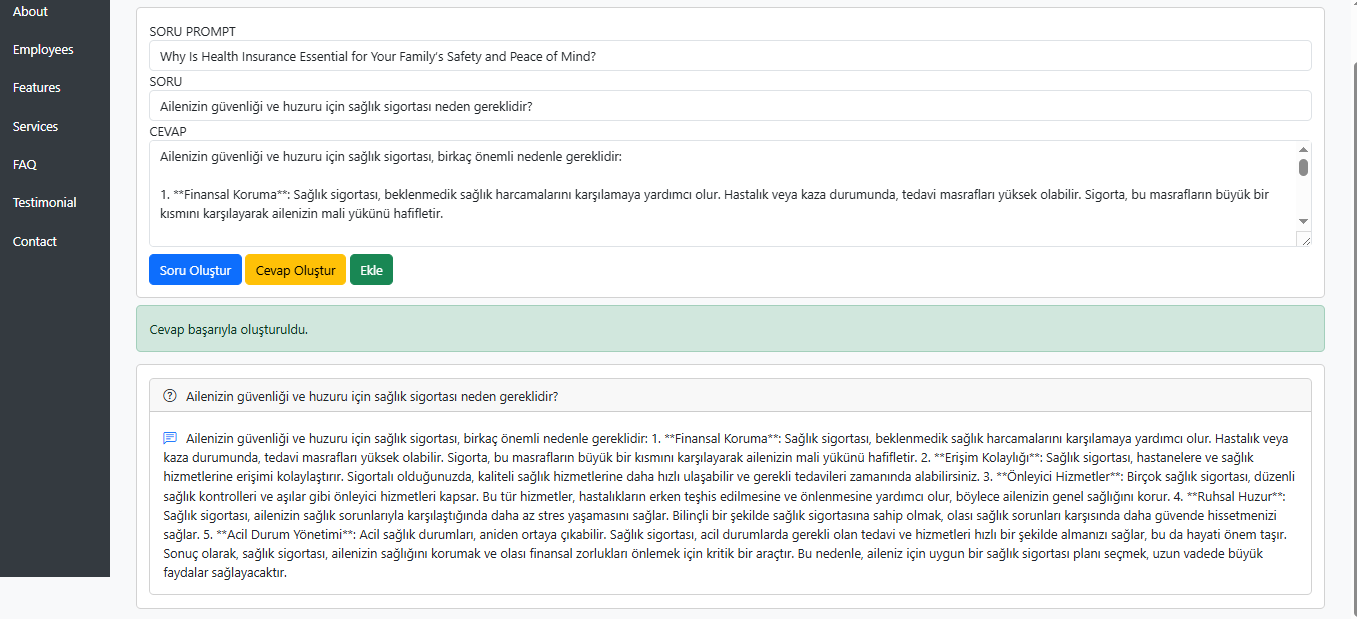 About
Employees
Features
Services
FAQ
Testimonial
Contact
SORU PROMPT
Why Is Health Insurance Essential for Your Family's Safety and Peace of Mind?
SORU
Ailenizin güvenliği ve huzuru için sağlık sigortası neden gereklidir?
CEVAP
Ailenizin güvenliği ve huzuru için sağlık sigortası, birkaç önemli nedenle gereklidir:
1. **Finansal Koruma**: Sağlık sigortası, beklenmedik sağlık harcamalarını karşılamaya yardımcı olur. Hastalık veya kaza durumunda, tedavi masrafları yüksek olabilir. Sigorta, bu masrafların büyük bir
kısmını karşılayarak ailenizin mali yükünü hafifletir.
Soru Oluştur Cevap Oluştur Ekle
Cevap başarıyla oluşturuldu.
Ailenizin güvenliği ve huzuru için sağlık sigortası neden gereklidir?
Ailenizin güvenliği ve huzuru için sağlık sigortası, birkaç önemli nedenle gereklidir: 1. **Finansal Koruma**: Sağlık sigortası, beklenmedik sağlık harcamalarını karşılamaya yardımcı olur. Hastalık veya
kaza durumunda, tedavi masrafları yüksek olabilir. Sigorta, bu masrafların büyük bir kısmını karşılayarak ailenizin mali yükünü hafifletir. 2. **Erişim Kolaylığı**: Sağlık sigortası, hastanelere ve sağlık
hizmetlerine erişimi kolaylaştırır. Sigortalı olduğunuzda, kaliteli sağlık hizmetlerine daha hızlı ulaşabilir ve gerekli tedavileri zamanında alabilirsiniz. 3. **Önleyici Hizmetler**: Birçok sağlık sigortası, düzenli
sağlık kontrolleri ve aşılar gibi önleyici hizmetleri kapsar. Bu tür hizmetler, hastalıkların erken teşhis edilmesine ve önlenmesine yardımcı olur, böylece ailenizin genel sağlığını korur. 4. **Ruhsal Huzur**:
Sağlık sigortası, ailenizin sağlık sorunlarıyla karşılaştığında daha az stres yaşamasını sağlar. Bilinçli bir şekilde sağlık sigortasına sahip olmak, olası sağlık sorunları karşısında daha güvende hissetmenizi
sağlar. 5. **Acil Durum Yönetimi**: Acil sağlık durumları, aniden ortaya çıkabilir. Sağlık sigortası, acil durumlarda gerekli olan tedavi ve hizmetleri hızlı bir şekilde almanızı sağlar, bu da hayati önem taşır.
Sonuç olarak, sağlık sigortası, ailenizin sağlığını korumak ve olası finansal zorlukları önlemek için kritik bir araçtır. Bu nedenle, aileniz için uygun bir sağlık sigortası planı seçmek, uzun vadede büyük
faydalar sağlayacaktır.